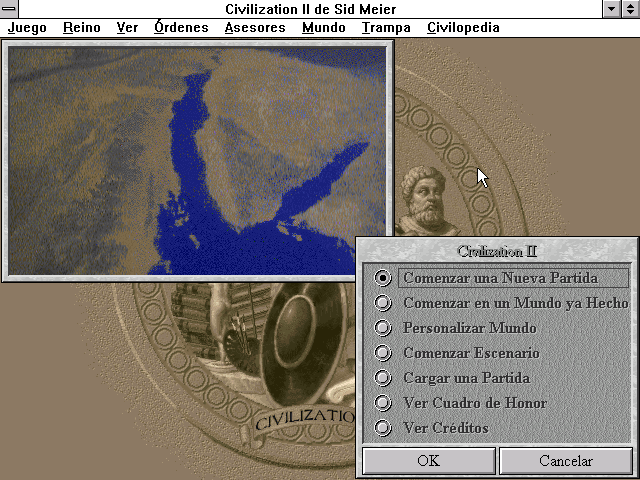 Civilization II de Sid Meier
Juego Reino Ver Órdenes Asesores Mundo Trampa Civilopedia
Civilization II
Comenzar una Nueva Partida
Comenzar en un Mundo ya Hecho
Personalizar Mundo
Comenzar Escenario
Cargar una Partida
Ver Cuadro de Honor
Ver Créditos
OK Cancelar
CIVILIZATIO